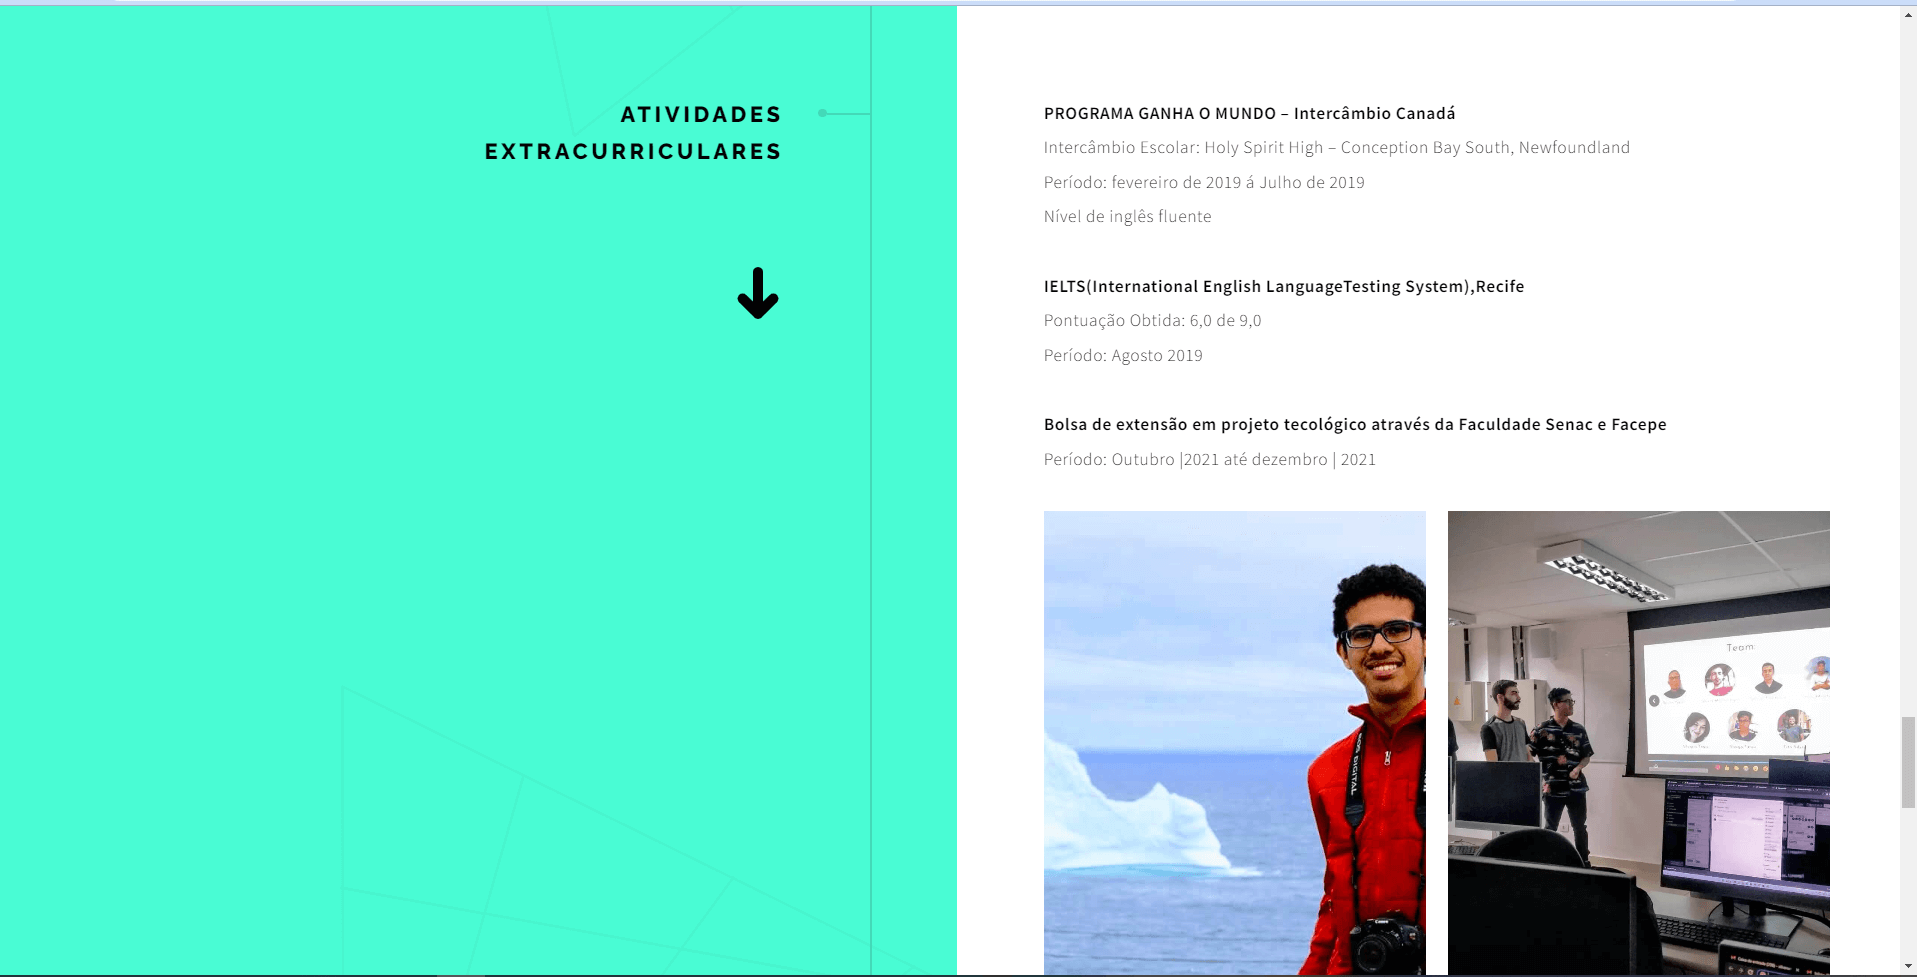 ATIVIDADES
EXTRACURRICULARES
PROGRAMA GANHA O MUNDO – Intercâmbio Canadá
Intercâmbio Escolar: Holy Spirit High – Conception Bay South, Newfoundland
Período: fevereiro de 2019 á Julho de 2019
Nível de inglês fluente
IELTS(International English LanguageTesting System),Recife
Pontuação Obtida: 6,0 de 9,0
Período: Agosto 2019
Bolsa de extensão em projeto tecológico através da Faculdade Senac e Facepe
Período: Outubro |2021 até dezembro | 2021
EOS DIGITAL
Canon
Team